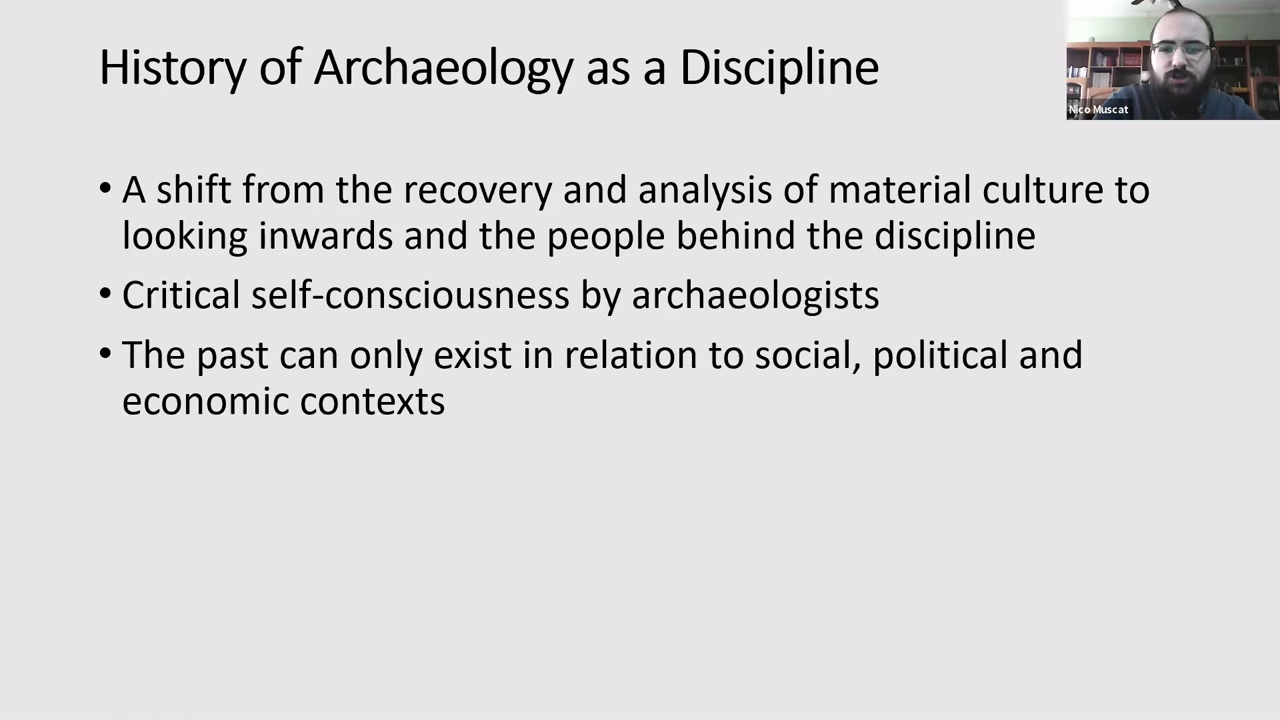 History of Archaeology as a Discipline
Nico Muscat
• A shift from the recovery and analysis of material culture to
looking inwards and the people behind the discipline
• Critical self-consciousness by archaeologists
• The past can only exist in relation to social, political and
economic contexts